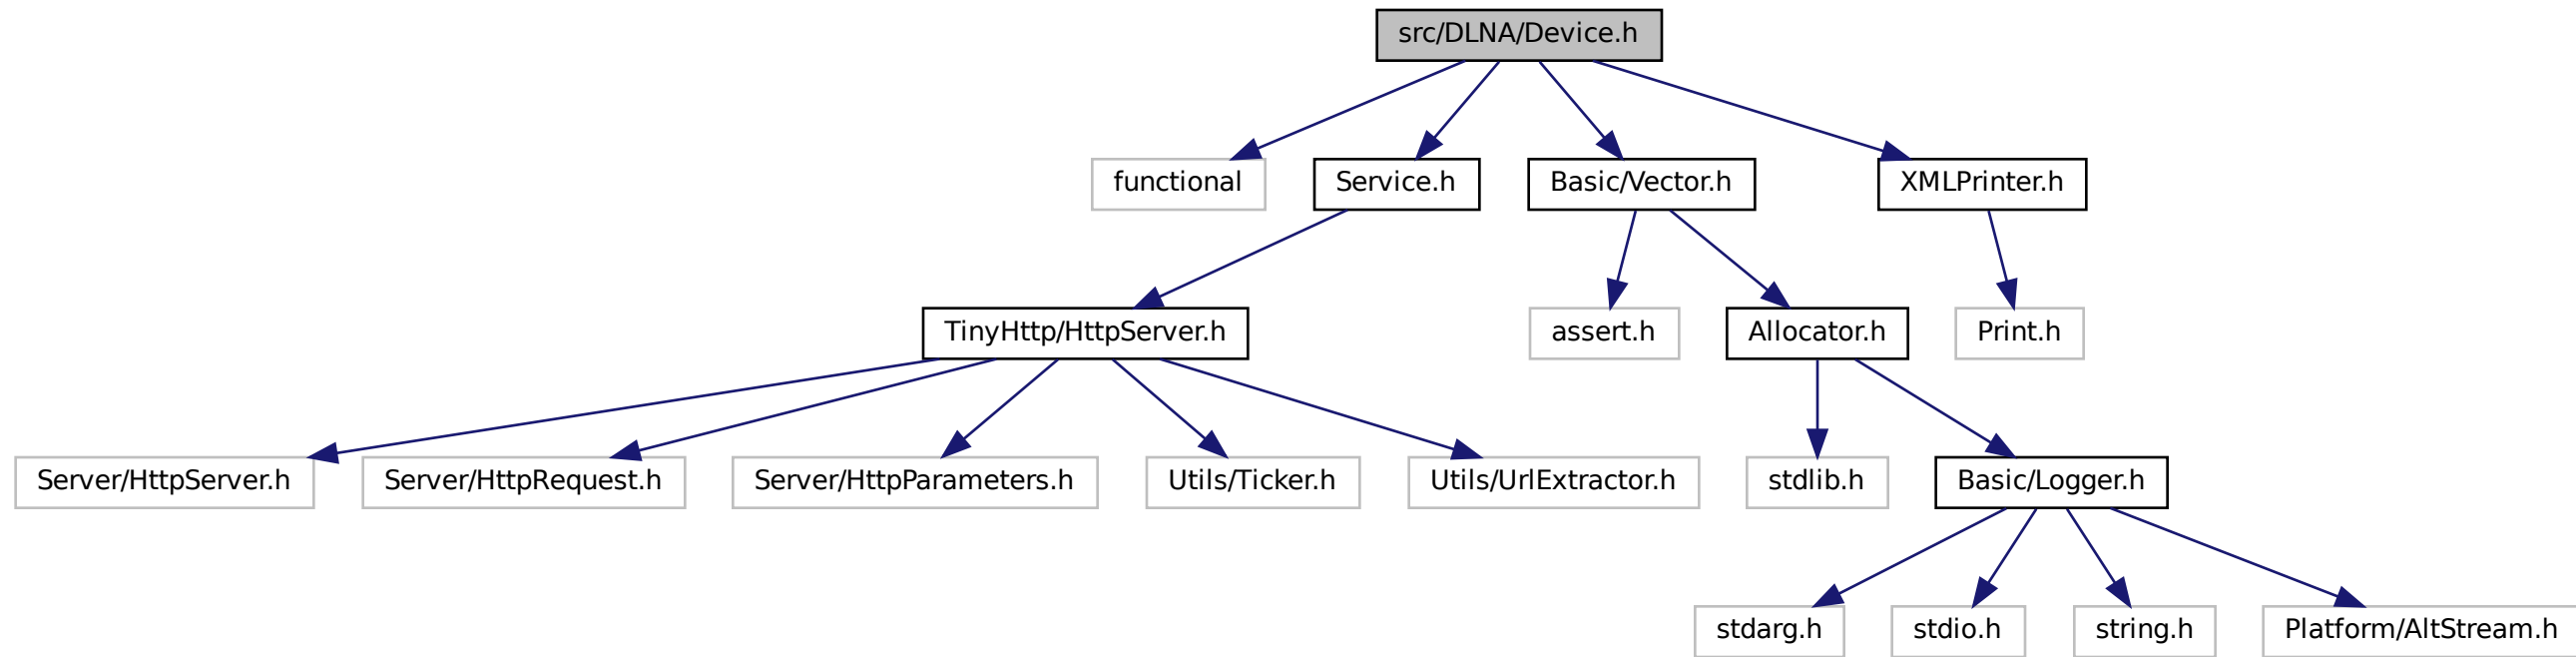 src/DLNA/Device.h
functional
Service.h
Basic/Vector.h
XMLPrinter.h
TinyHttp/HttpServer.h
assert.h
Allocator.h
Print.h
Server/HttpServer.h
Server/HttpRequest.h
Server/HttpParameters.h
Utils/Ticker.h
Utils/UrlExtractor.h
stdlib.h
Basic/Logger.h
stdarg.h
stdio.h
string.h
Platform/AltStream.h